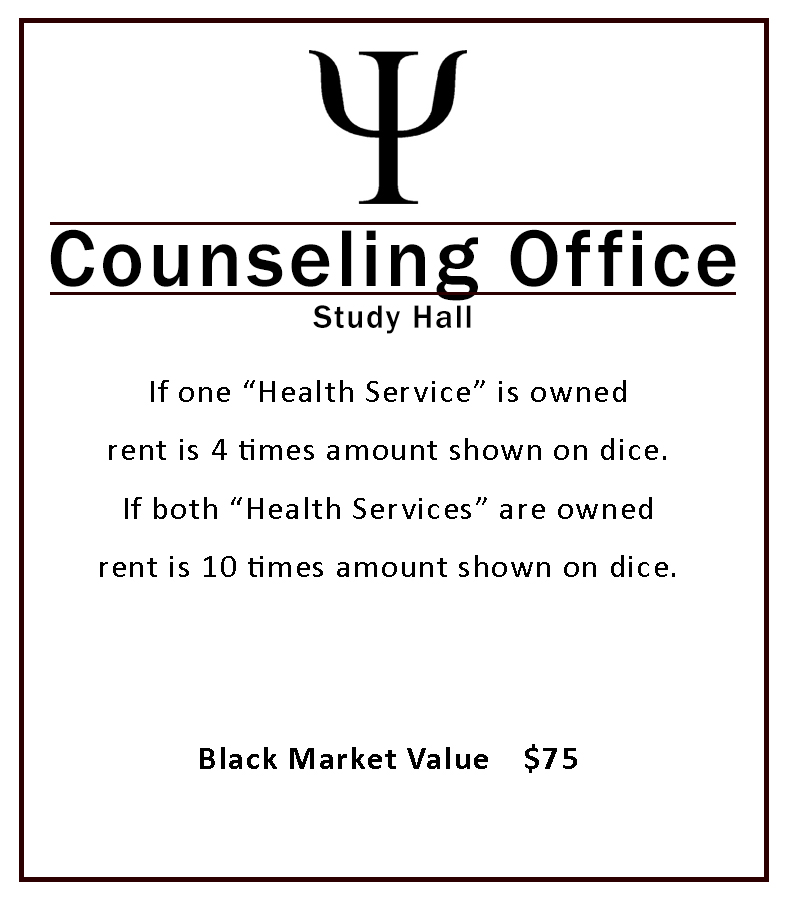 Ψ
Counseling Office
Study Hall
If one “Health Service” is owned
rent is 4 times amount shown on dice.
If both “Health Services” are owned
rent is 10 times amount shown on dice.
Black Market Value $75